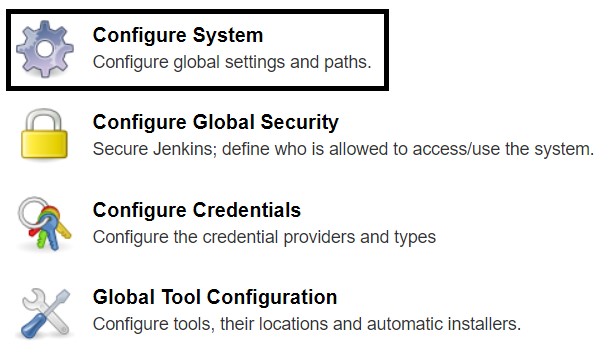 Configure System
Configure global settings and paths.
Configure Global Security
Secure Jenkins; define who is allowed to access/use the system.
Configure Credentials
Configure the credential providers and types
Global Tool Configuration
Configure tools, their locations and automatic installers.